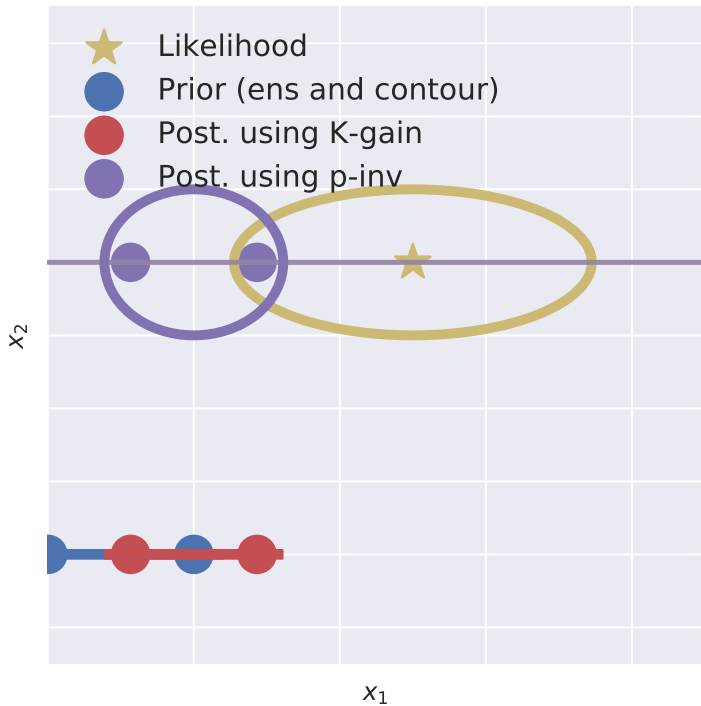 Likelihood
Prior (ens and contour)
Post. using K-gain
Post. using p-inv
x₂
x₁